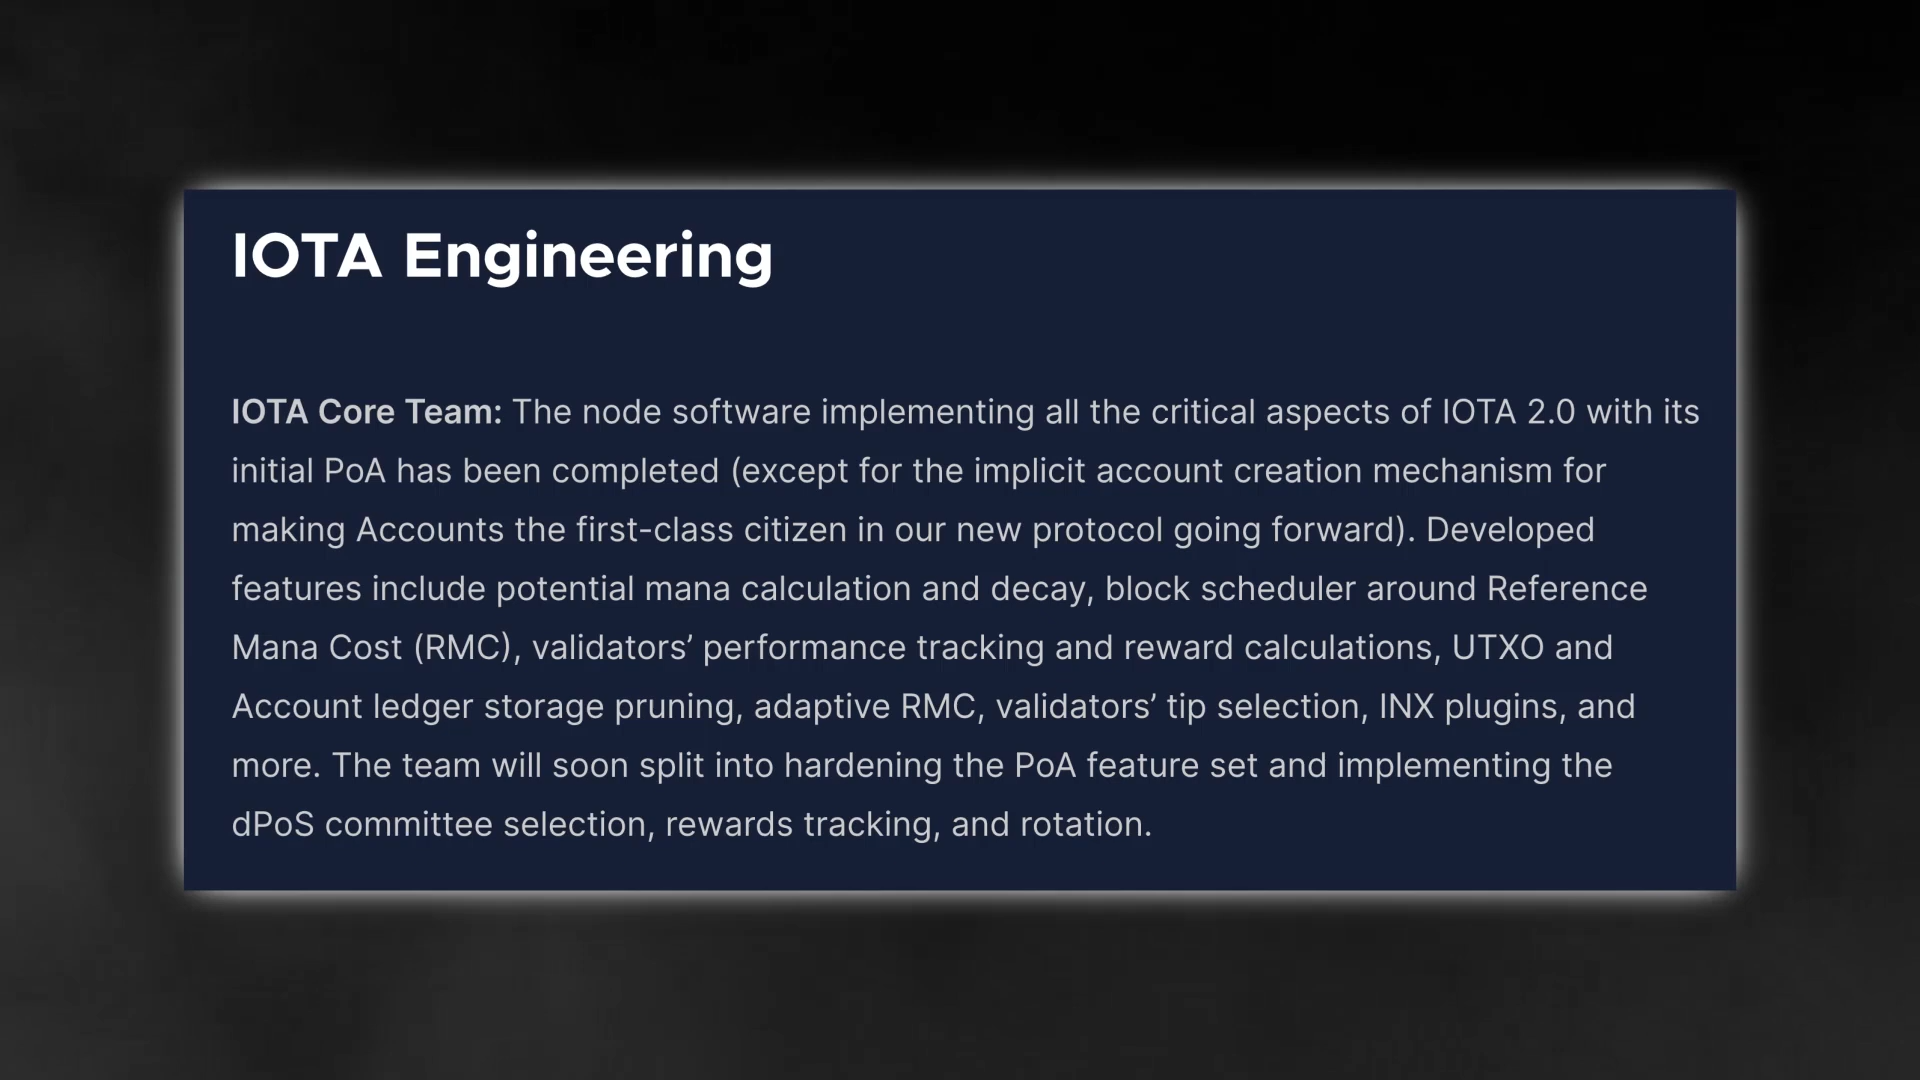 IOTA Engineering
IOTA Core Team: The node software implementing all the critical aspects of IOTA 2.0 with its
initial PoA has been completed (except for the implicit account creation mechanism for
making Accounts the first-class citizen in our new protocol going forward). Developed
features include potential mana calculation and decay, block scheduler around Reference
Mana Cost (RMC), validators’ performance tracking and reward calculations, UTXO and
Account ledger storage pruning, adaptive RMC, validators’ tip selection, INX plugins, and
more. The team will soon split into hardening the PoA feature set and implementing the
dPoS committee selection, rewards tracking, and rotation.